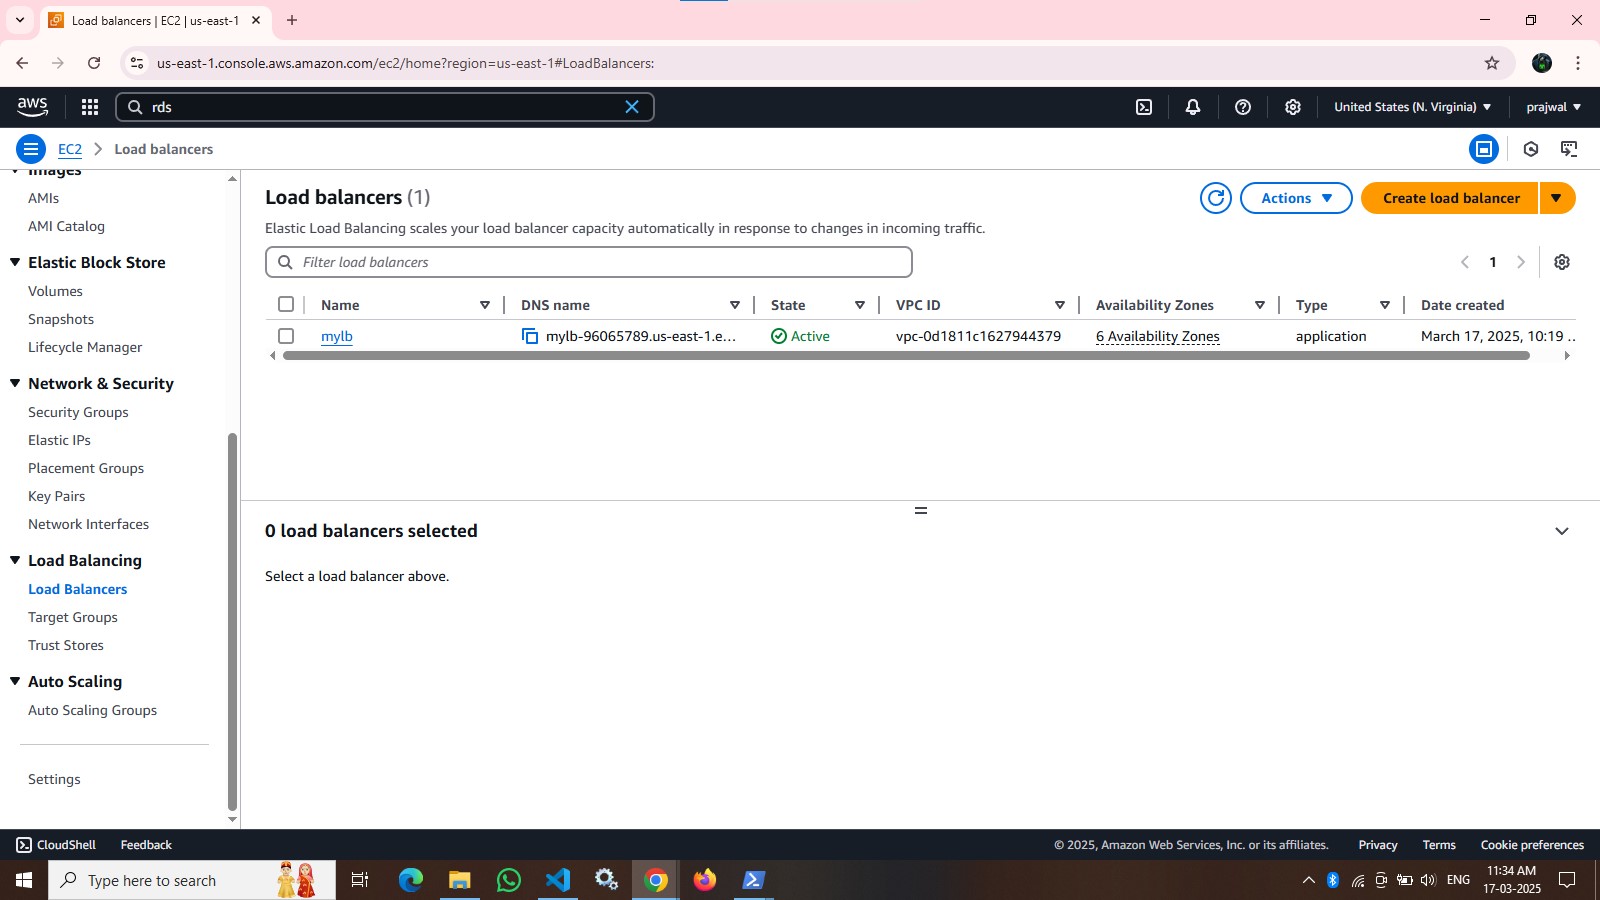 Load balancers | EC2 | us-east-1
us-east-1.console.aws.amazon.com/ec2/home?region=us-east-1#LoadBalancers:
aws
rds
United States (N. Virginia)
prajwal
EC2
Load balancers
Images
AMIs
AMI Catalog
Elastic Block Store
Volumes
Snapshots
Lifecycle Manager
Network & Security
Security Groups
Elastic IPs
Placement Groups
Key Pairs
Network Interfaces
Load Balancing
Load Balancers
Target Groups
Trust Stores
Auto Scaling
Auto Scaling Groups
Settings
Load balancers (1)
Actions
Create load balancer
Elastic Load Balancing scales your load balancer capacity automatically in response to changes in incoming traffic.
Filter load balancers
1
Name DNS name State VPC ID Availability Zones Type Date created
mylb mylb-96065789.us-east-1.e... Active vpc-0d1811c1627944379 6 Availability Zones application March 17, 2025, 10:19 ..
0 load balancers selected
Select a load balancer above.
CloudShell Feedback © 2025, Amazon Web Services, Inc. or its affiliates. Privacy Terms Cookie preferences
Type here to search
ENG
11:34 AM
17-03-2025